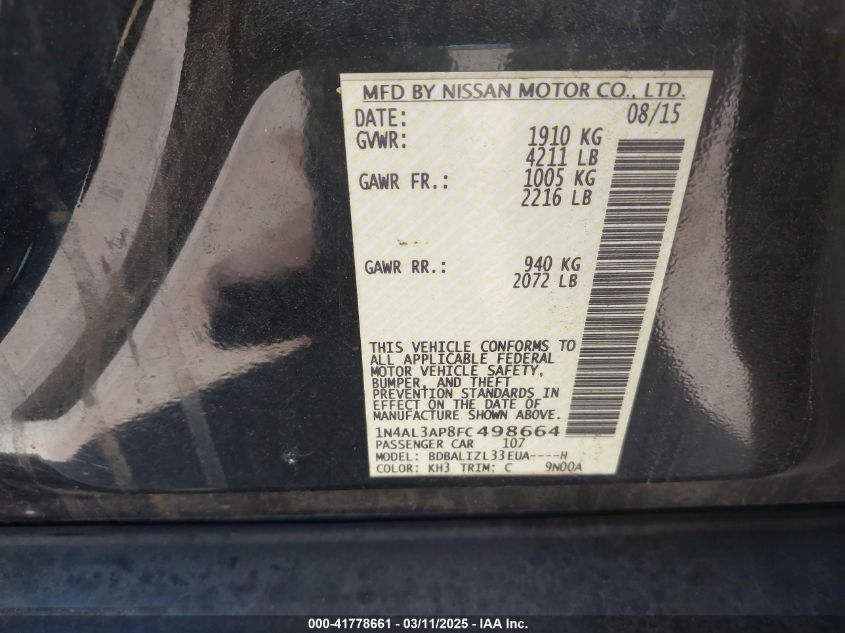 MFD BY NISSAN MOTOR CO., LTD.
DATE: 08/15
GVWR: 1910 KG
4211 LB
GAWR FR.: 1005 KG
2216 LB
GAWR RR.: 940 KG
2072 LB
THIS VEHICLE CONFORMS TO
ALL APPLICABLE FEDERAL
MOTOR VEHICLE SAFETY,
BUMPER, AND THEFT
PREVENTION STANDARDS IN
EFFECT ON THE DATE OF
MANUFACTURE SHOWN ABOVE.
1N4AL3AP8FC498664
PASSENGER CAR 107
MODEL: BDBALIZL33EUA----H
COLOR: KH3 TRIM: C 9N00A
000-41778661 - 03/11/2025 - IAA Inc.